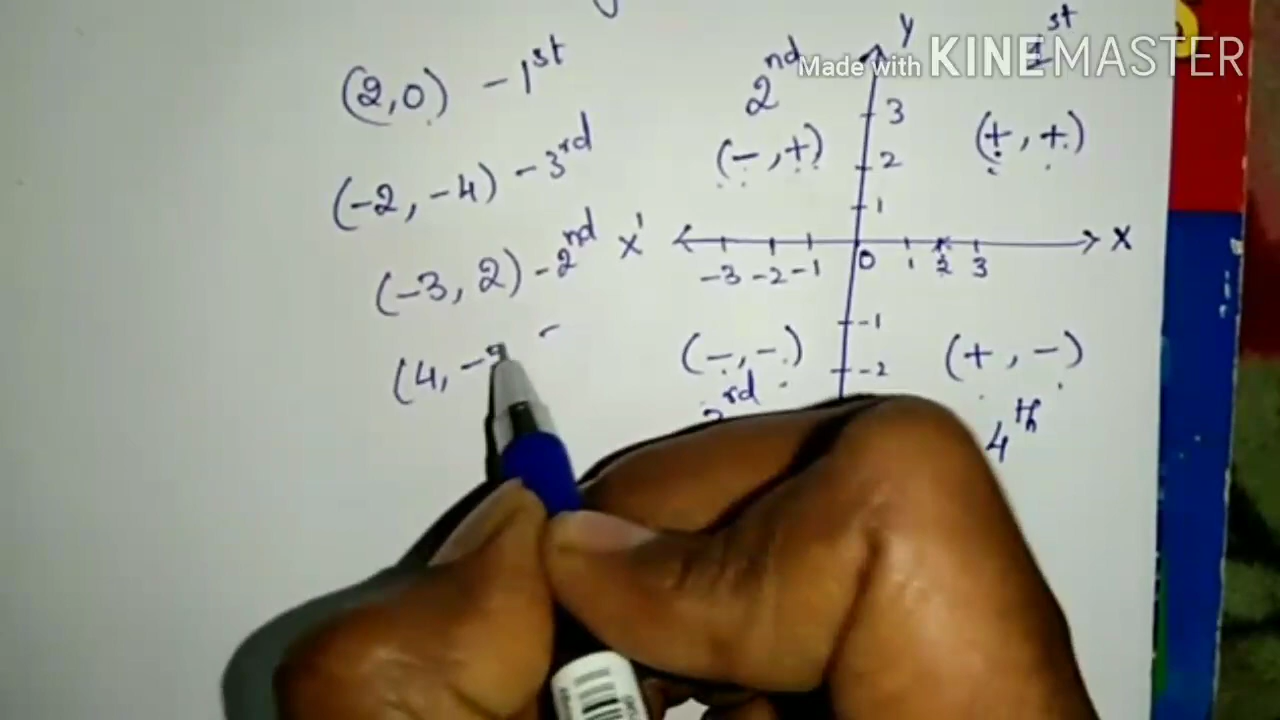 (2,0) - 1st
(-2, -4) - 3rd
(-3, 2) - 2nd
(4, -
Made with KINEMASTER
y
2nd
1st
(-, +)
(+, +)
3
2
1
X'
X
-3 -2 -1 0 1 2 3
-1
-2
(-, -)
(+, -)
rd
4th